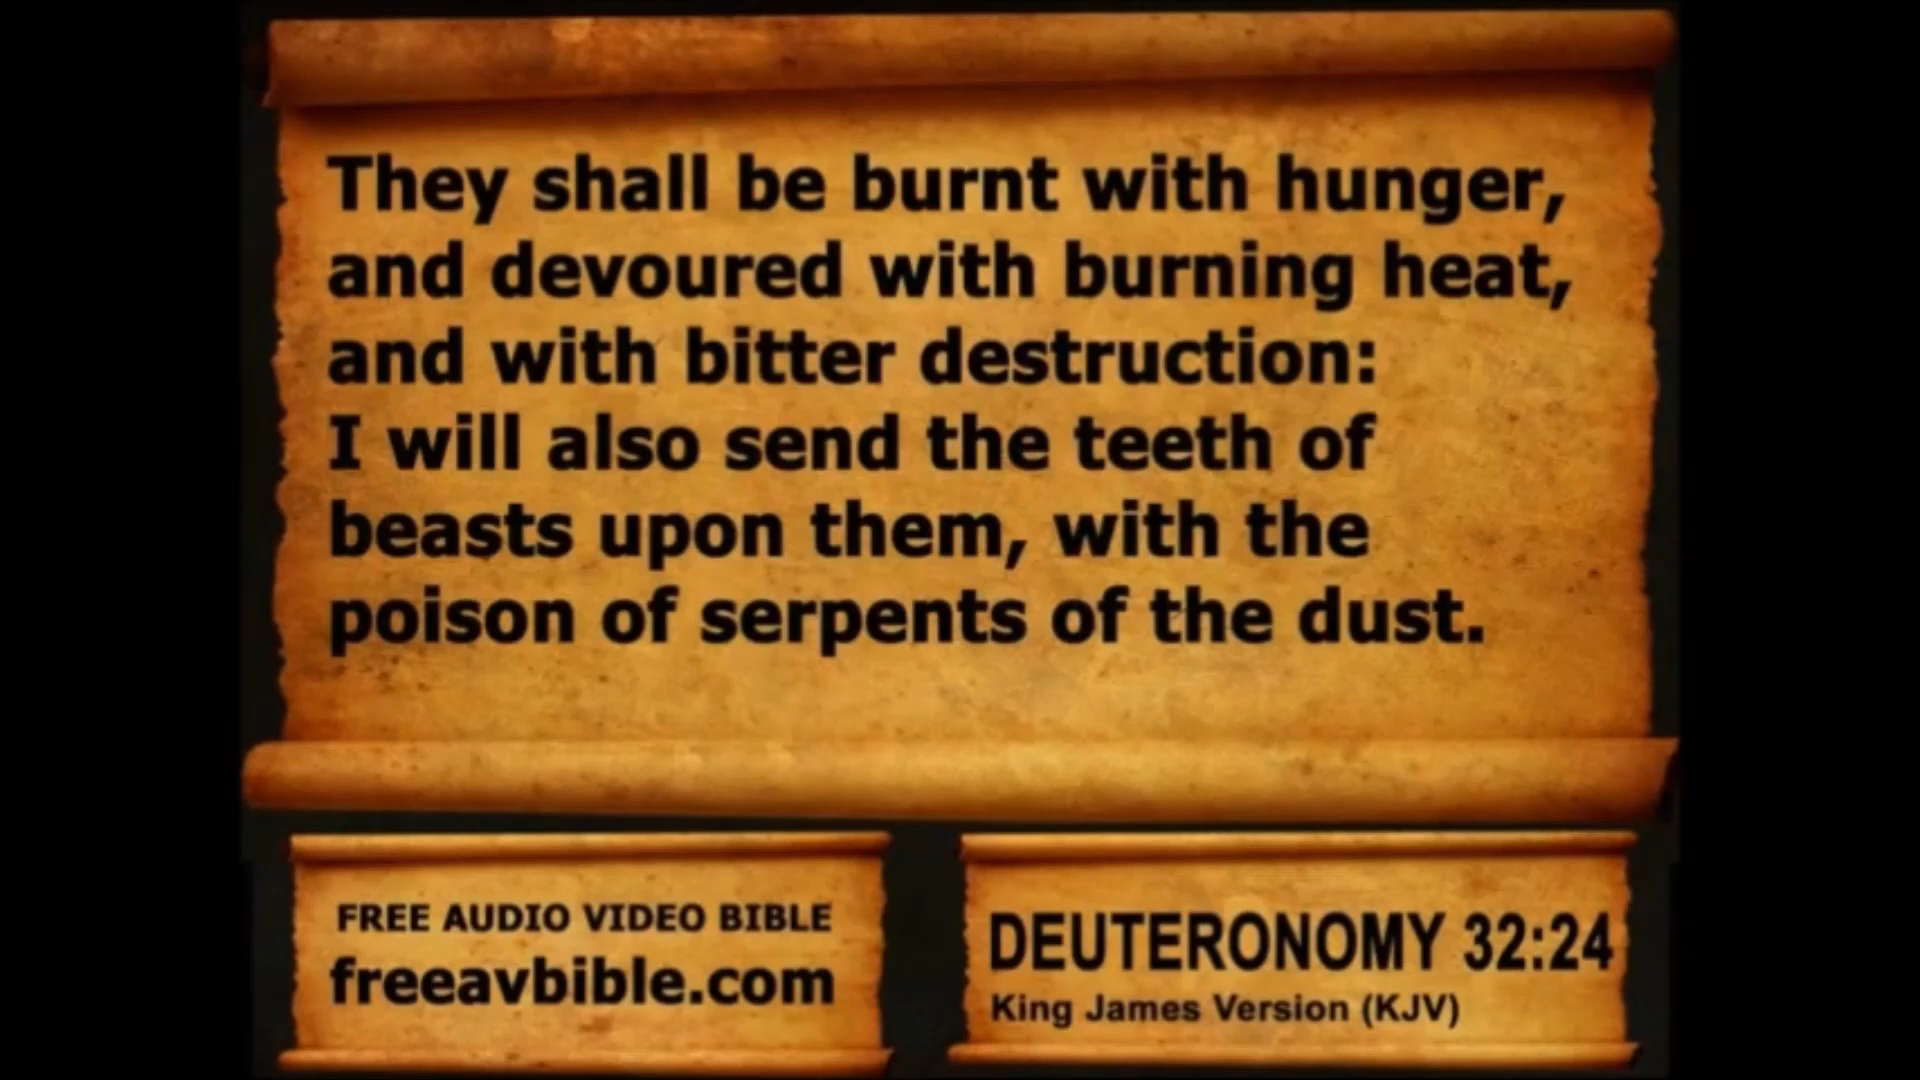 They shall be burnt with hunger,
and devoured with burning heat,
and with bitter destruction:
I will also send the teeth of
beasts upon them, with the
poison of serpents of the dust.
FREE AUDIO VIDEO BIBLE
freeavbible.com
DEUTERONOMY 32:24
King James Version (KJV)